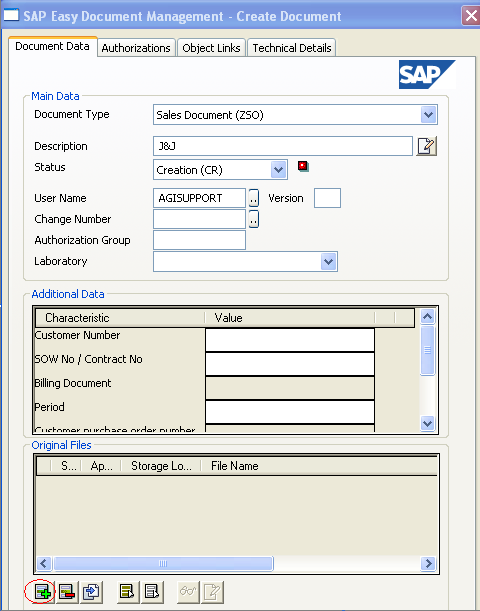 SAP Easy Document Management - Create Document
Document Data Authorizations Object Links Technical Details
SAP
Main Data
Document Type Sales Document (ZSO)
Description J&J
Status Creation (CR)
User Name AGISUPPORT .. Version
Change Number ..
Authorization Group
Laboratory
Additional Data
Characteristic Value
Customer Number
SOW No / Contract No
Billing Document
Period
Customer purchase order number
Original Files
S... Ap... Storage Lo... File Name